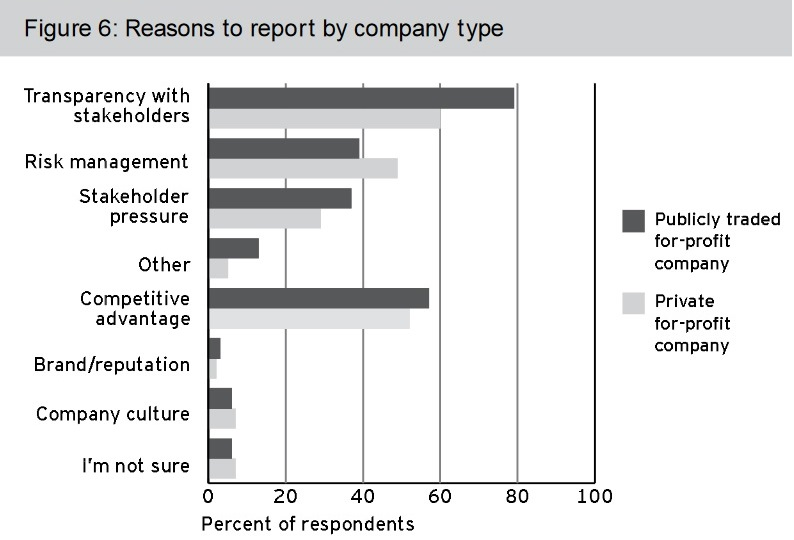 Figure 6: Reasons to report by company type
Transparency with
stakeholders
Risk management
Stakeholder
pressure
Other
Competitive
advantage
Brand/reputation
Company culture
I'm not sure
0 20 40 60 80 100
Percent of respondents
Publicly traded
for-profit
company
Private
for-profit
company